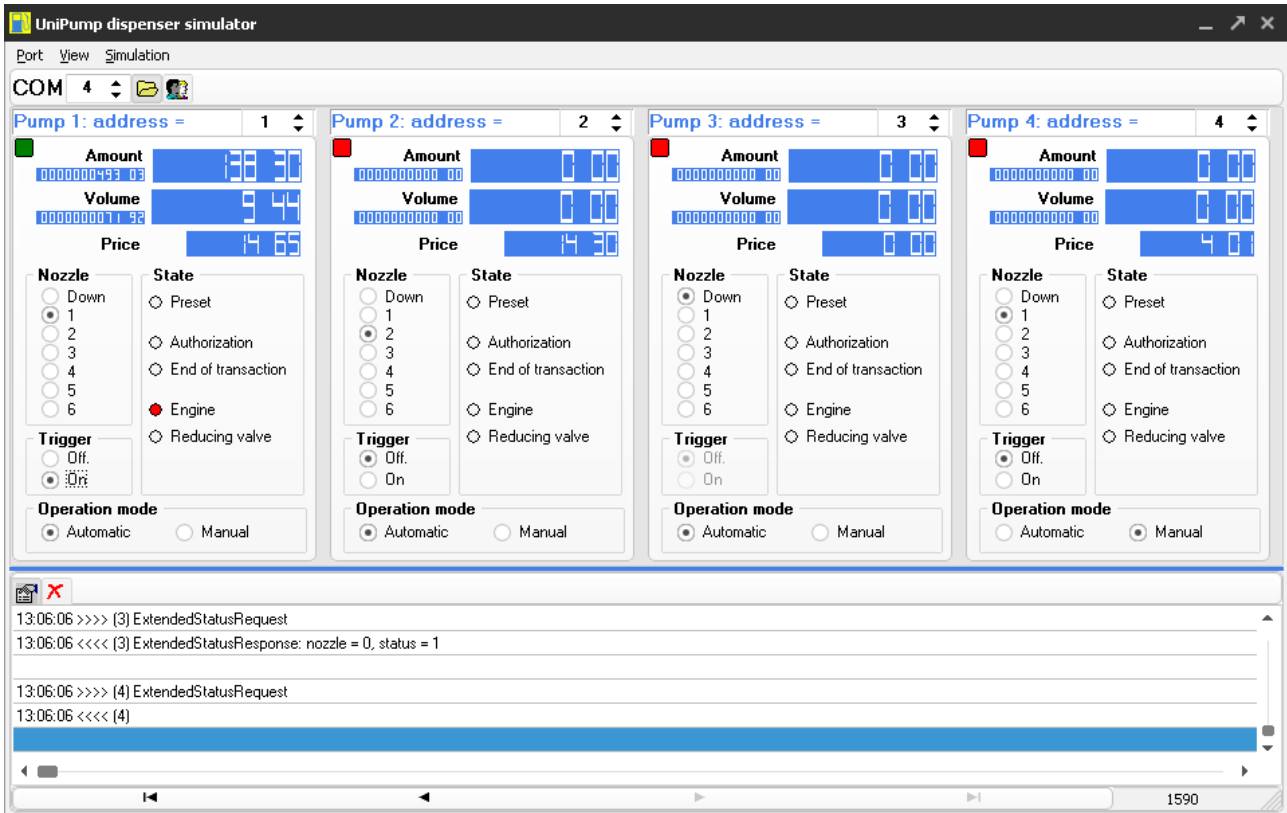 UniPump dispenser simulator
Port View Simulation
COM 4
Pump 1: address = 1
Amount 138 30
0000000493 03
Volume 9 44
0000000071 92
Price 14 65
Nozzle
Down
1
2
3
4
5
6
State
Preset
Authorization
End of transaction
Engine
Reducing valve
Trigger
Off.
On
Operation mode
Automatic Manual
Pump 2: address = 2
Amount 0 00
0000000000 00
Volume 0 00
0000000000 00
Price 14 30
Nozzle
Down
1
2
3
4
5
6
State
Preset
Authorization
End of transaction
Engine
Reducing valve
Trigger
Off.
On
Operation mode
Automatic Manual
Pump 3: address = 3
Amount 0 00
0000000000 00
Volume 0 00
0000000000 00
Price 0 00
Nozzle
Down
1
2
3
4
5
6
State
Preset
Authorization
End of transaction
Engine
Reducing valve
Trigger
Off.
On
Operation mode
Automatic Manual
Pump 4: address = 4
Amount 0 00
0000000000 00
Volume 0 00
0000000000 00
Price 4 01
Nozzle
Down
1
2
3
4
5
6
State
Preset
Authorization
End of transaction
Engine
Reducing valve
Trigger
Off.
On
Operation mode
Automatic Manual
13:06:06 >>>> (3) ExtendedStatusRequest
13:06:06 <<<< (3) ExtendedStatusResponse: nozzle = 0, status = 1
13:06:06 >>>> (4) ExtendedStatusRequest
13:06:06 <<<< (4)
1590